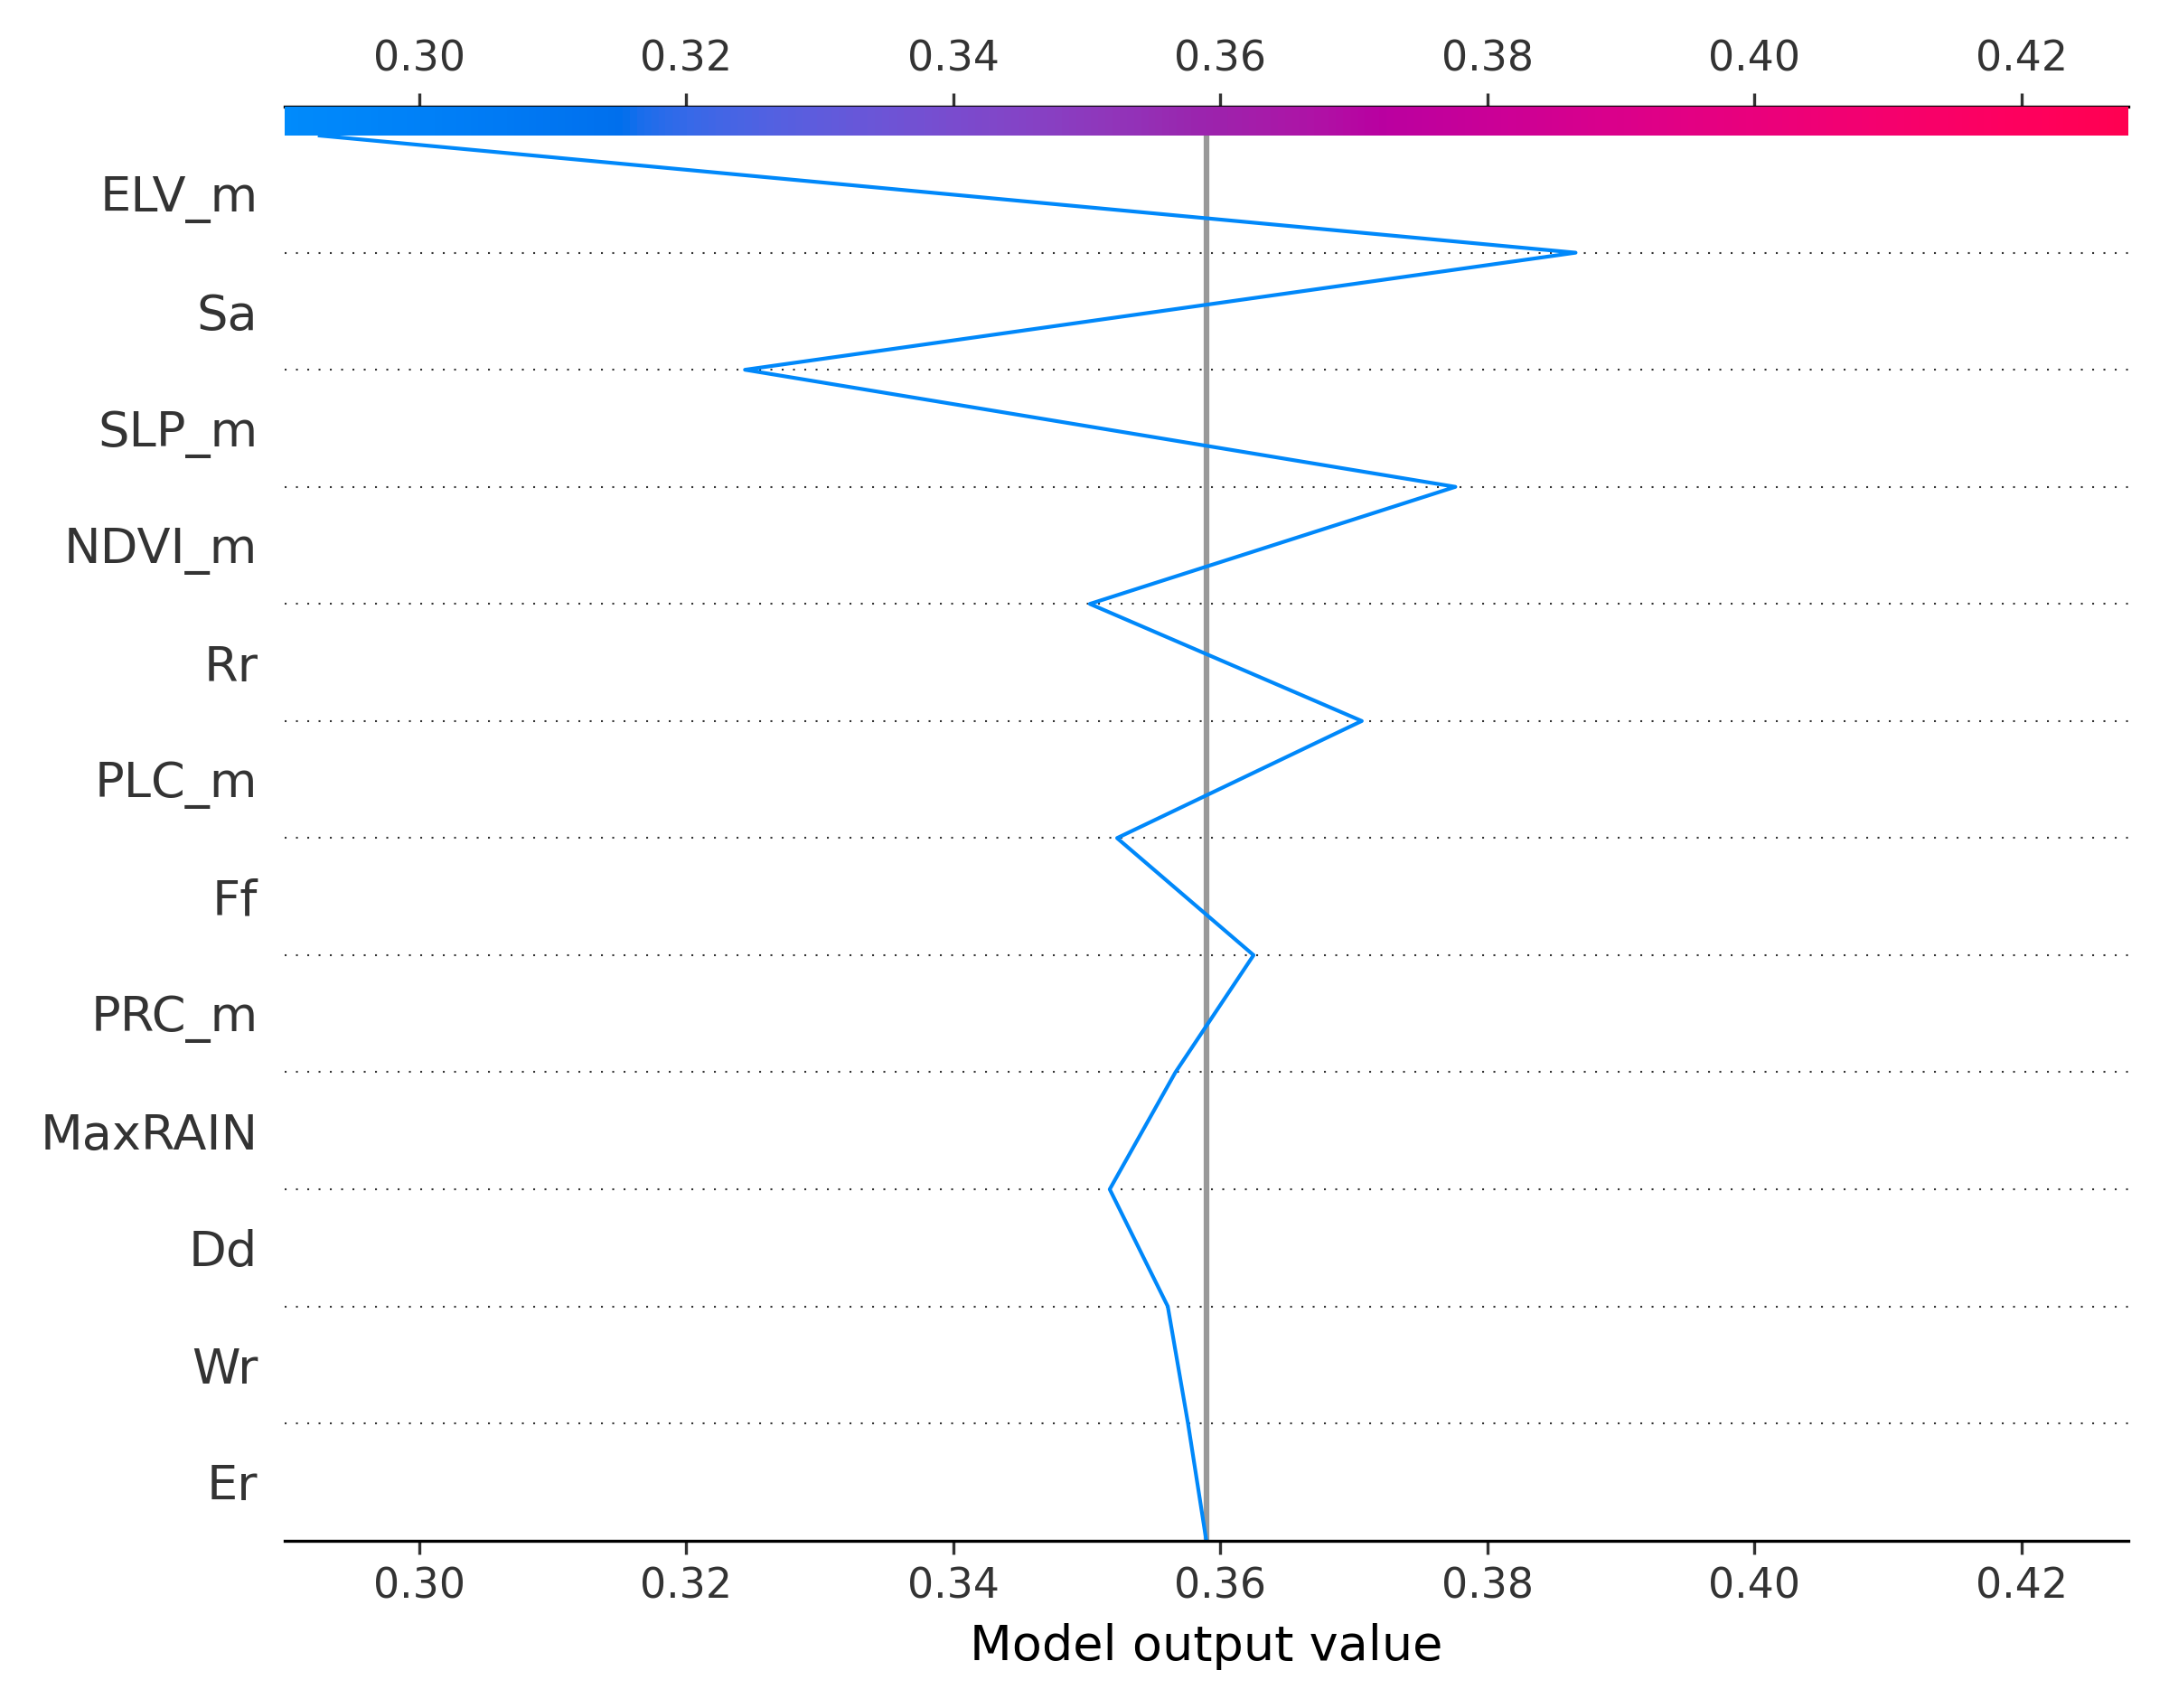 0.30 0.32 0.34 0.36 0.38 0.40 0.42
ELV_m
Sa
SLP_m
NDVI_m
Rr
PLC_m
Ff
PRC_m
MaxRAIN
Dd
Wr
Er
0.30 0.32 0.34 0.36 0.38 0.40 0.42
Model output value